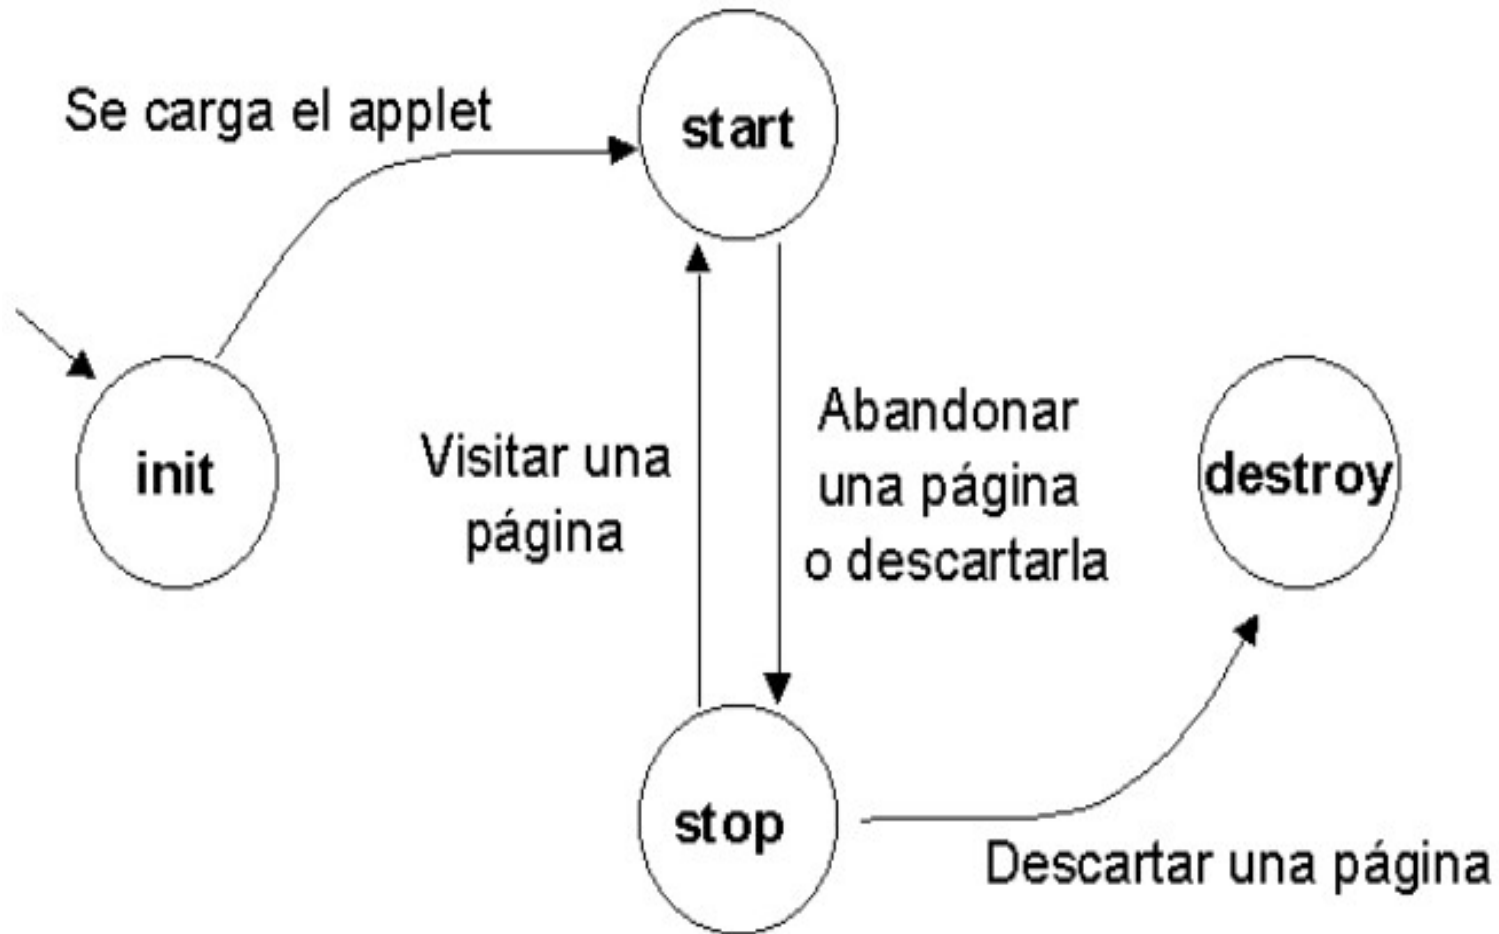 Se carga el applet
start
init
Visitar una
página
Abandonar
una página
o descartarla
destroy
stop
Descartar una página